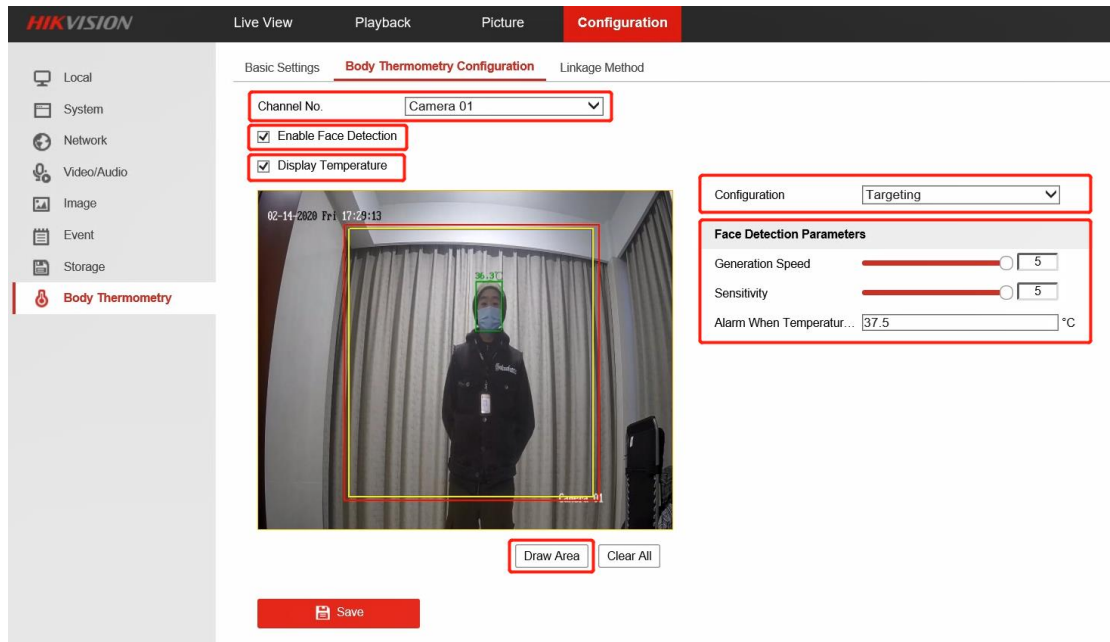 HIKVISION
Live View
Playback
Picture
Configuration
Local
System
Network
Video/Audio
Image
Event
Storage
Body Thermometry
Basic Settings
Body Thermometry Configuration
Linkage Method
Channel No. Camera 01
Enable Face Detection
Display Temperature
02-14-2020 Fri 17:29:13
36.3℃
Camera 01
Draw Area
Clear All
Save
Configuration Targeting
Face Detection Parameters
Generation Speed 5
Sensitivity 5
Alarm When Temperatur... 37.5 °C